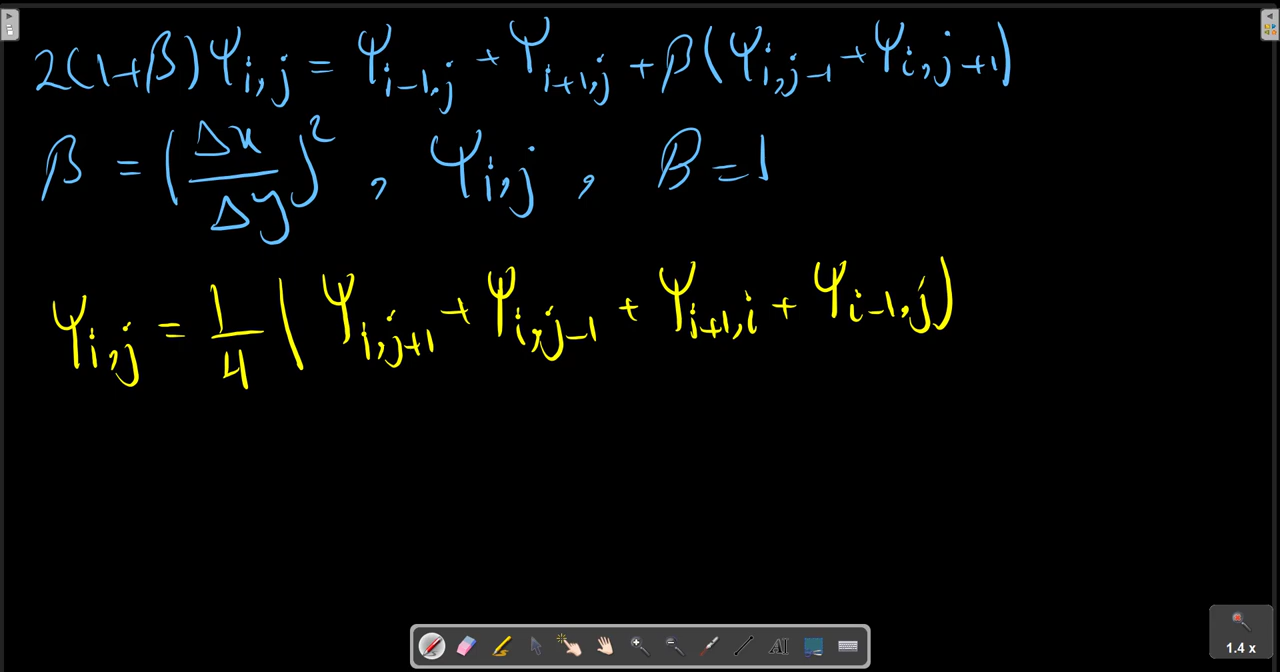 2(1+β)Ψi,j = Ψi-1,j + Ψi+1,j + β(Ψi,j-1 + Ψi,j+1)
β = (Δx/Δy)², Ψi,j, β=1
Ψi,j = 1/4 (Ψi,j+1 + Ψi,j-1 + Ψi+1,i + Ψi-1,j)
AI
1.4 x